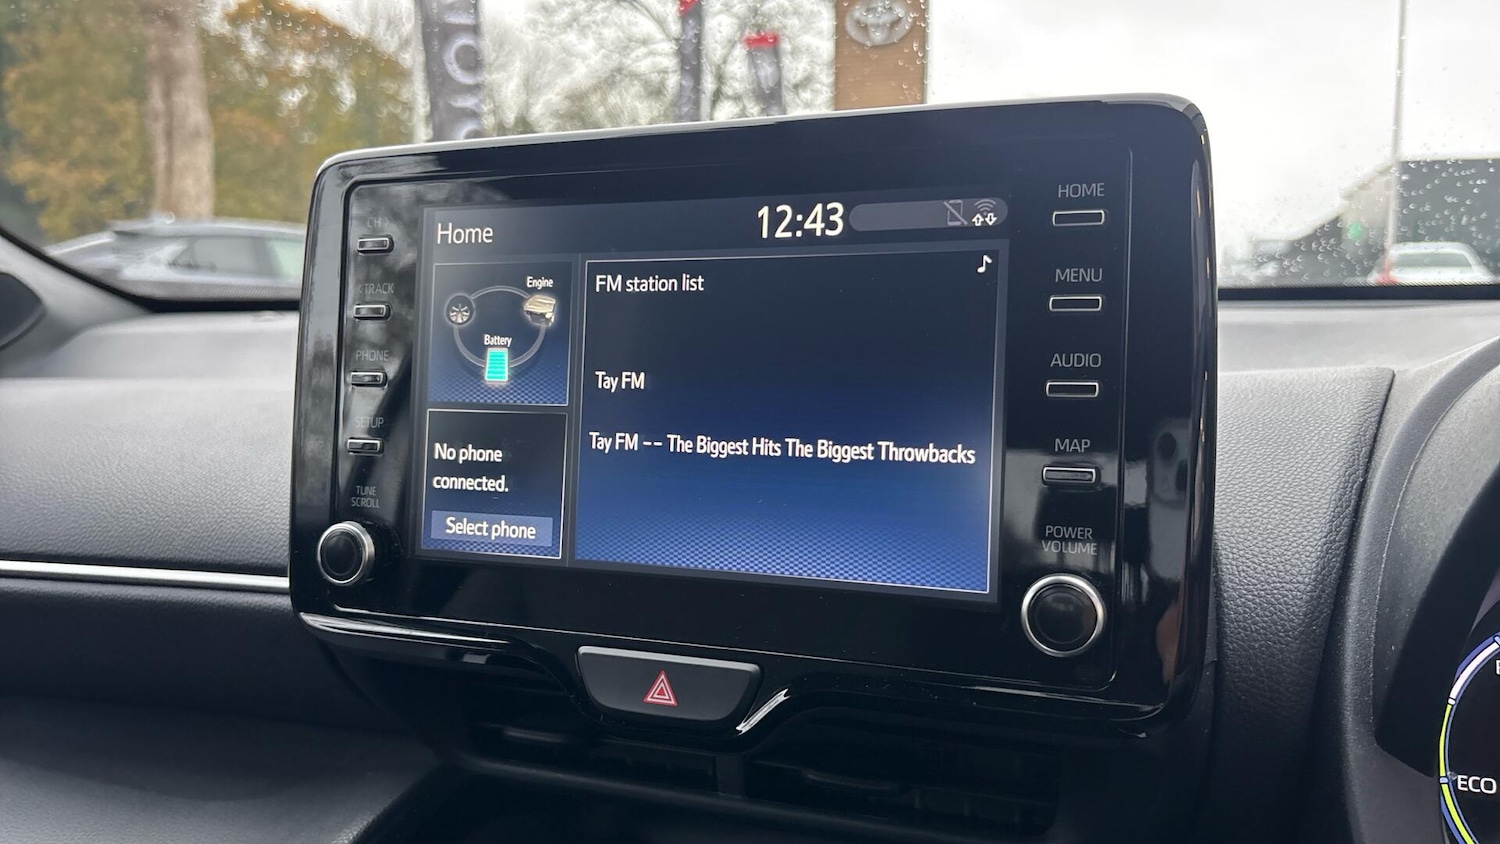 TOYO
CH >
HOME
Home
12:43
< TRACK
MENU
Engine
FM station list
Battery
PHONE
AUDIO
Tay FM
SETUP
Tay FM -- The Biggest Hits The Biggest Throwbacks
MAP
No phone
connected.
Select phone
TUNE
SCROLL
POWER
VOLUME
ECO